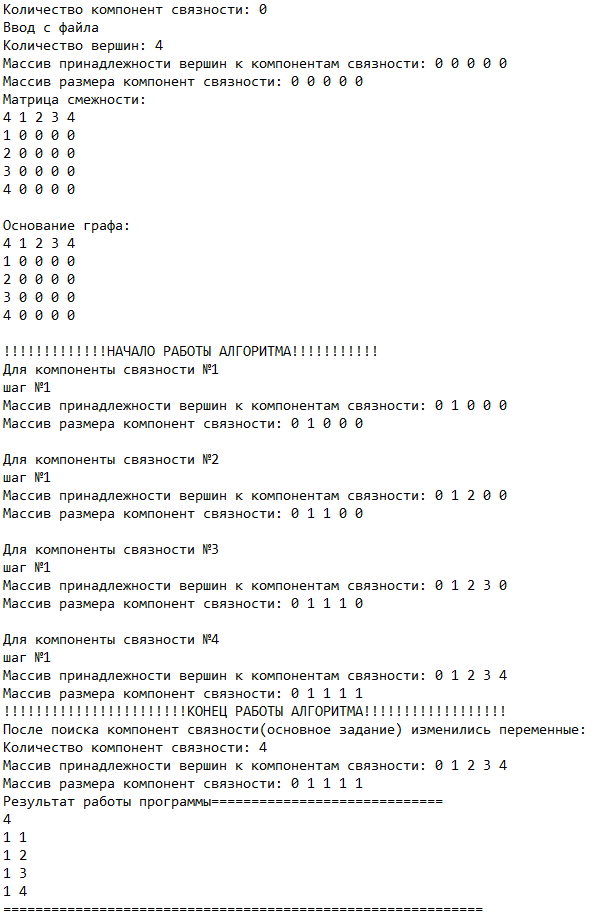 Количество компонент связности: 0
Ввод с файла
Количество вершин: 4
Массив принадлежности вершин к компонентам связности: 0 0 0 0 0
Массив размера компонент связности: 0 0 0 0 0
Матрица смежности:
4 1 2 3 4
1 0 0 0 0
2 0 0 0 0
3 0 0 0 0
4 0 0 0 0
Основание графа:
4 1 2 3 4
1 0 0 0 0
2 0 0 0 0
3 0 0 0 0
4 0 0 0 0
!!!!!!!!!!!!!НАЧАЛО РАБОТЫ АЛГОРИТМА!!!!!!!!!!!
Для компоненты связности №1
шаг №1
Массив принадлежности вершин к компонентам связности: 0 1 0 0 0
Массив размера компонент связности: 0 1 0 0 0
Для компоненты связности №2
шаг №1
Массив принадлежности вершин к компонентам связности: 0 1 2 0 0
Массив размера компонент связности: 0 1 1 0 0
Для компоненты связности №3
шаг №1
Массив принадлежности вершин к компонентам связности: 0 1 2 3 0
Массив размера компонент связности: 0 1 1 1 0
Для компоненты связности №4
шаг №1
Массив принадлежности вершин к компонентам связности: 0 1 2 3 4
Массив размера компонент связности: 0 1 1 1 1
!!!!!!!!!!!!!!!!!!!!!!!КОНЕЦ РАБОТЫ АЛГОРИТМА!!!!!!!!!!!!!!!!!!
После поиска компонент связности(основное задание) изменились переменные:
Количество компонент связности: 4
Массив принадлежности вершин к компонентам связности: 0 1 2 3 4
Массив размера компонент связности: 0 1 1 1 1
Результат работы программы=============================
4
1 1
1 2
1 3
1 4
============================================================